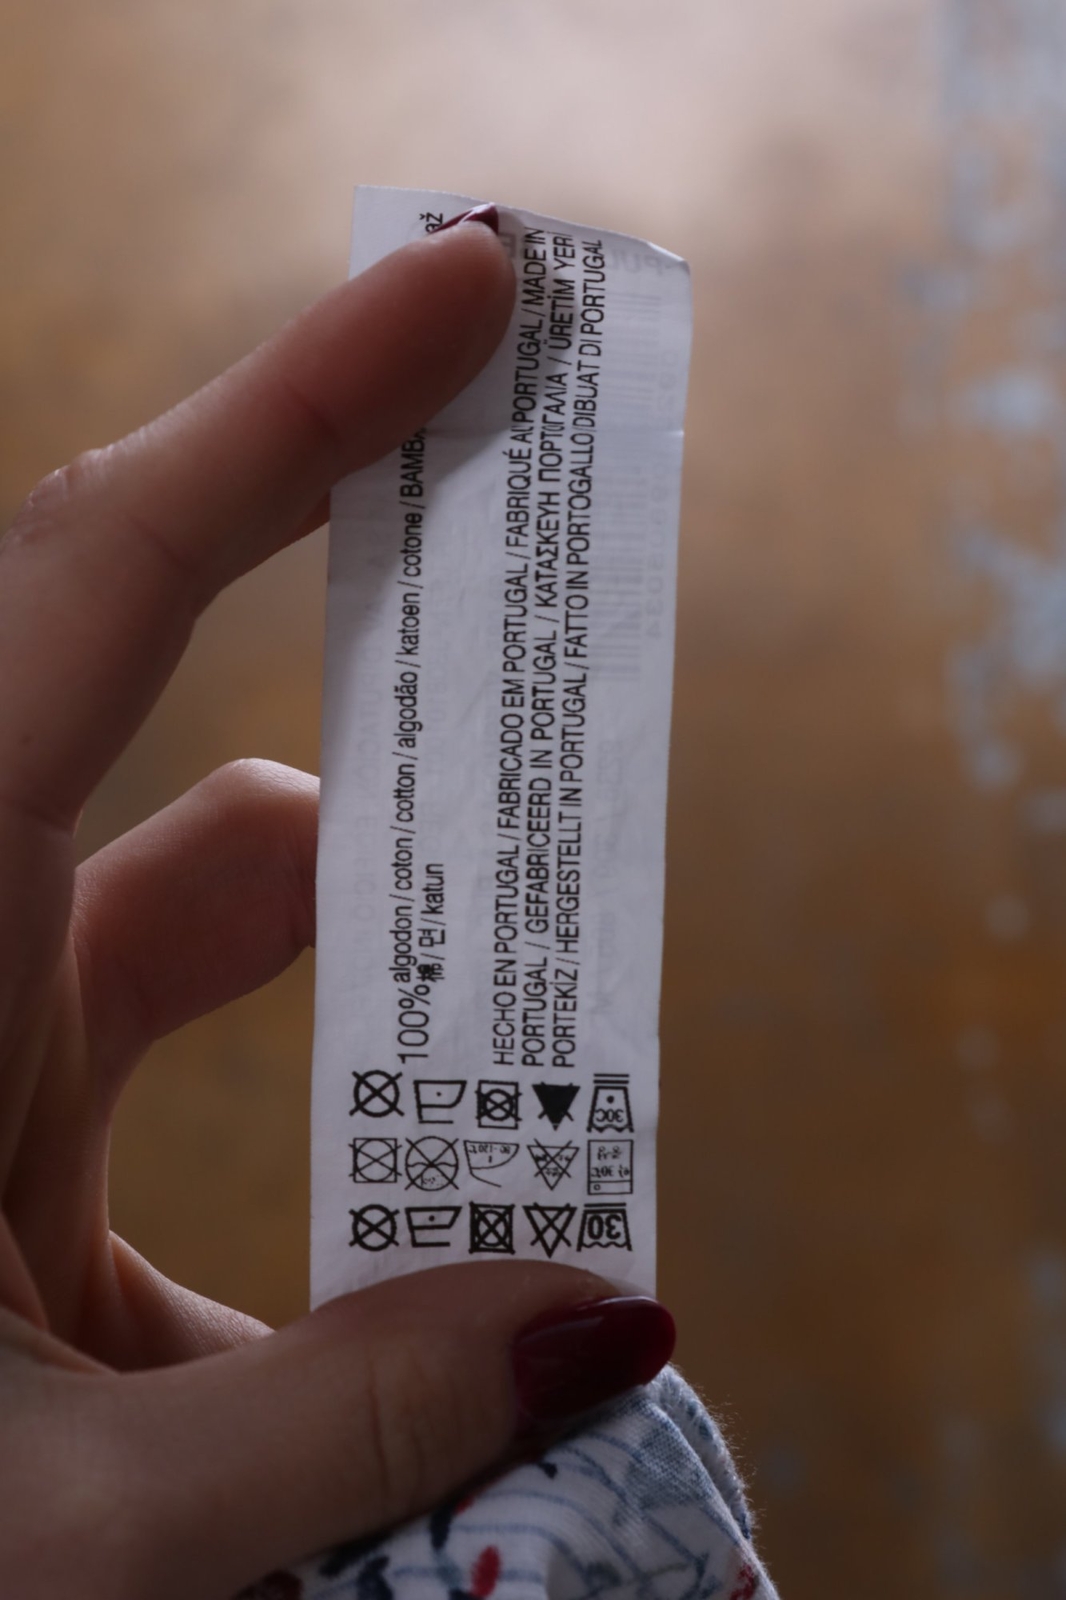 100% algodon / coton / cotton / algodão / katoen / cotone /
棉 / 면 / katun
HECHO EN PORTUGAL / FABRICADO EM PORTUGAL / FABRIQUÉ AU PORTUGAL / MADE IN
PORTUGAL / GEFABRICEERD IN PORTUGAL / ΚΑΤΑΣΚΕΥΗ ΠΟΡΤΟΓΑΛΙΑ / ÜRETİM YERİ
PORTEKİZ / HERGESTELLT IN PORTUGAL / FATTO IN PORTOGALLO/DIBUAT DI PORTUGAL
30C
30